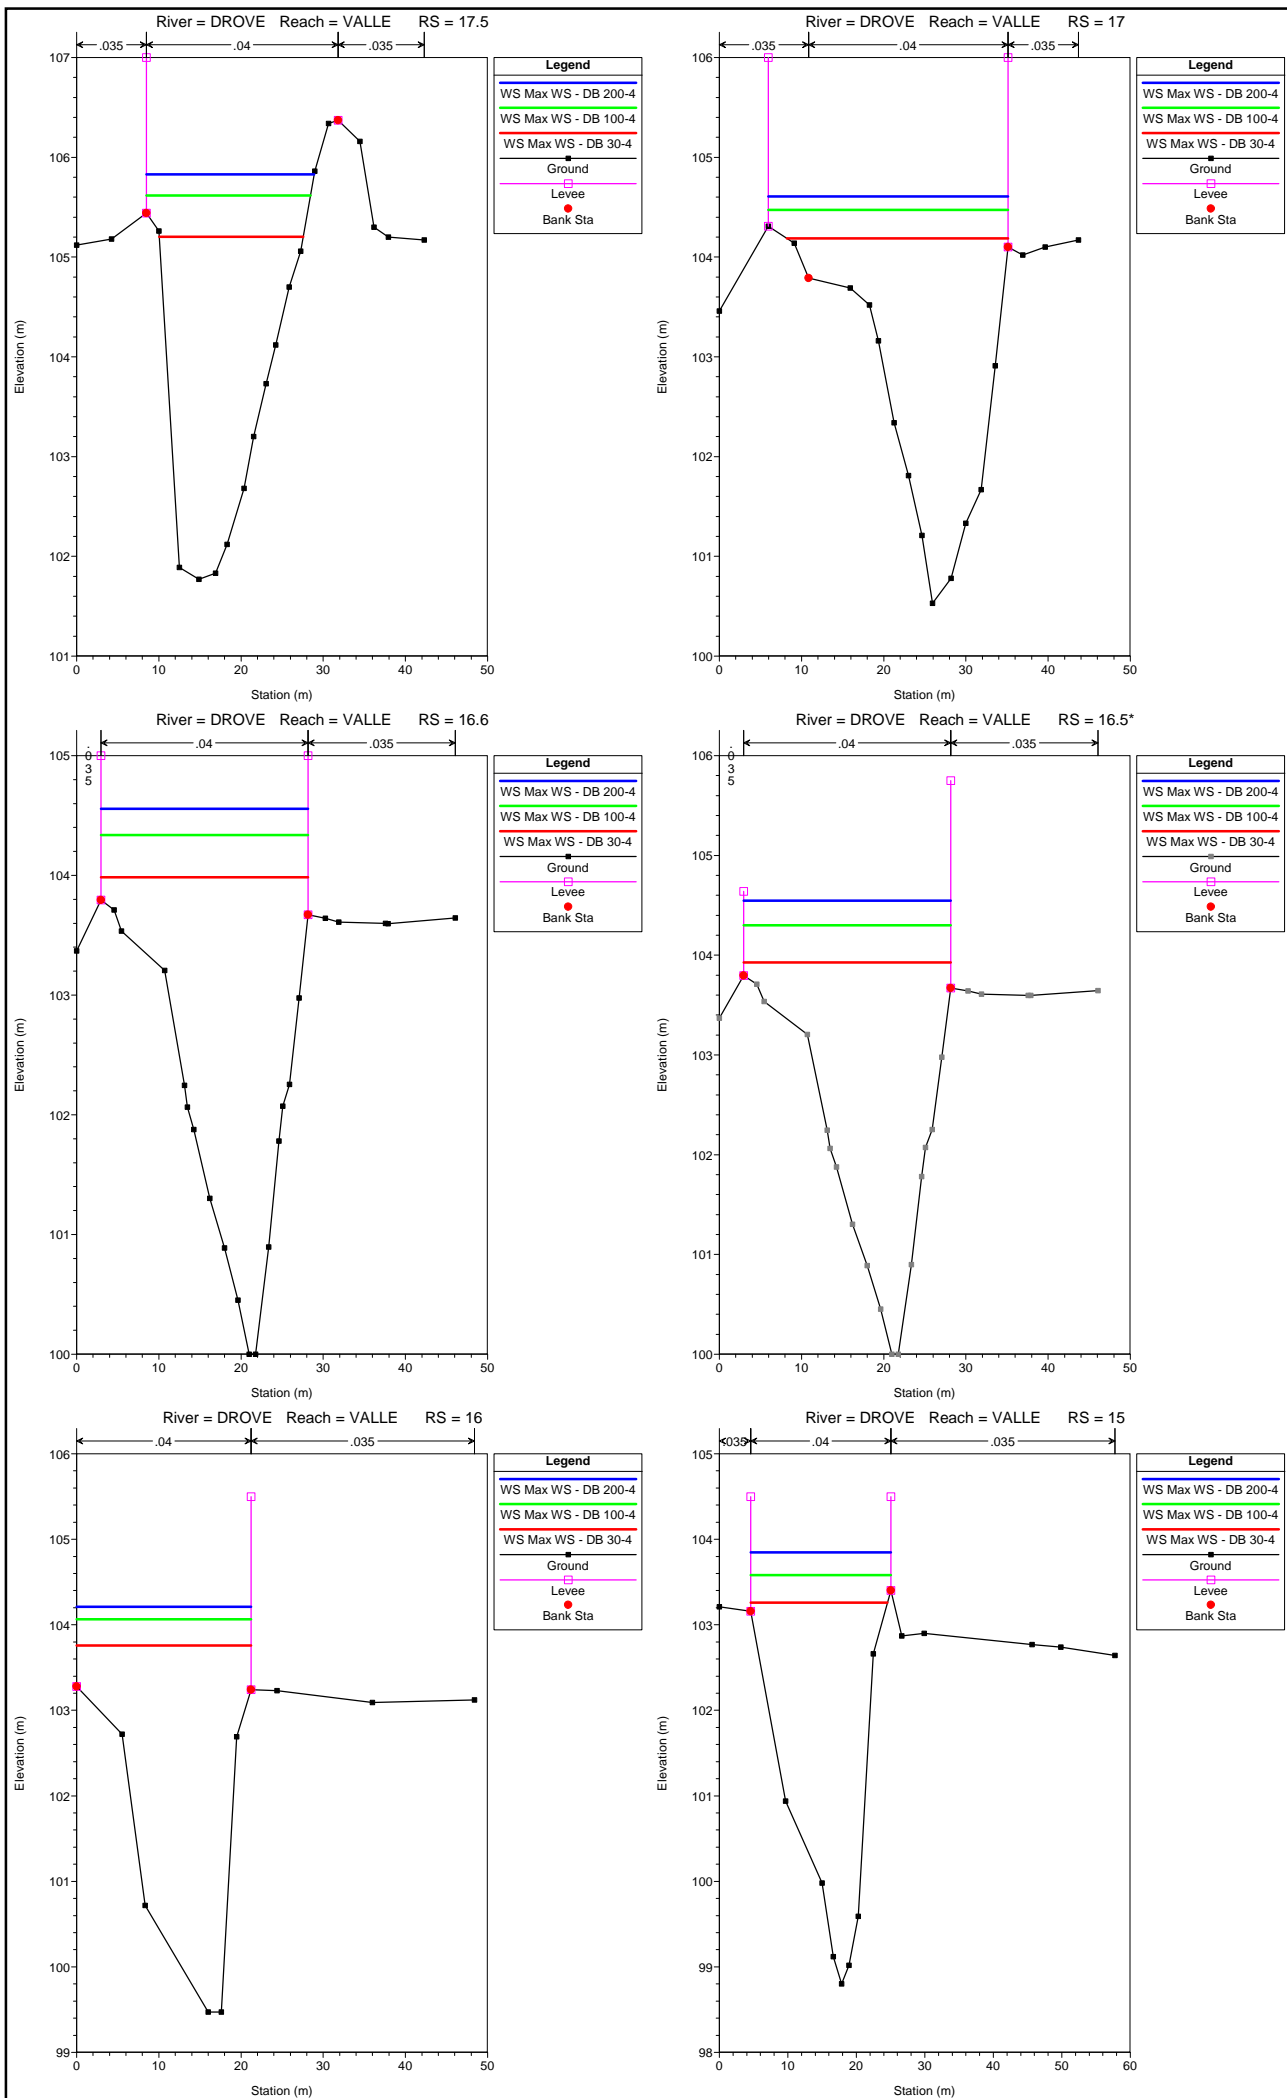 River = DROVE Reach = VALLE RS = 17.5
.035 .04 .035
107
106
105
104
103
102
101
0 10 20 30 40 50
Station (m)
Elevation (m)
Legend
WS Max WS - DB 200-4
WS Max WS - DB 100-4
WS Max WS - DB 30-4
Ground
Levee
Bank Sta
River = DROVE Reach = VALLE RS = 17
.035 .04 .035
106
105
104
103
102
101
100
0 10 20 30 40 50
Station (m)
Elevation (m)
Legend
WS Max WS - DB 200-4
WS Max WS - DB 100-4
WS Max WS - DB 30-4
Ground
Levee
Bank Sta
River = DROVE Reach = VALLE RS = 16.6
.035 .04 .035
105
104
103
102
101
100
0 10 20 30 40 50
Station (m)
Elevation (m)
Legend
WS Max WS - DB 200-4
WS Max WS - DB 100-4
WS Max WS - DB 30-4
Ground
Levee
Bank Sta
River = DROVE Reach = VALLE RS = 16.5*
.035 .04 .035
106
105
104
103
102
101
100
0 10 20 30 40 50
Station (m)
Elevation (m)
Legend
WS Max WS - DB 200-4
WS Max WS - DB 100-4
WS Max WS - DB 30-4
Ground
Levee
Bank Sta
River = DROVE Reach = VALLE RS = 16
.04 .035
106
105
104
103
102
101
100
99
0 10 20 30 40 50
Station (m)
Elevation (m)
Legend
WS Max WS - DB 200-4
WS Max WS - DB 100-4
WS Max WS - DB 30-4
Ground
Levee
Bank Sta
River = DROVE Reach = VALLE RS = 15
.035 .04 .035
105
104
103
102
101
100
99
98
0 10 20 30 40 50 60
Station (m)
Elevation (m)
Legend
WS Max WS - DB 200-4
WS Max WS - DB 100-4
WS Max WS - DB 30-4
Ground
Levee
Bank Sta